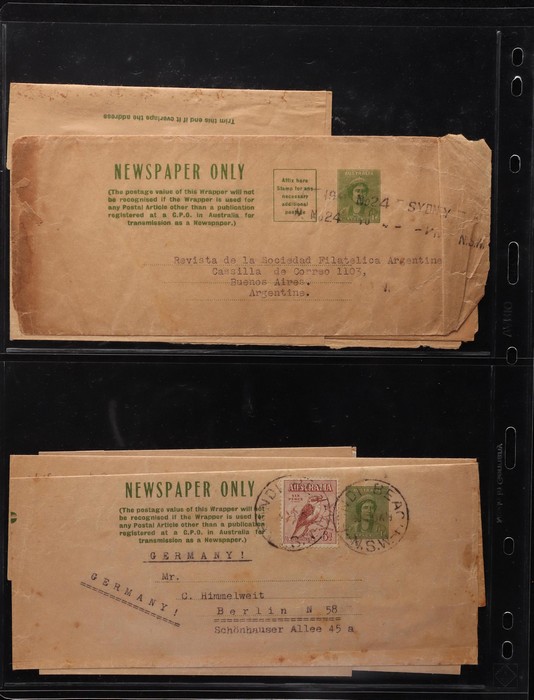 Trim this end if it overlaps the address
NEWSPAPER ONLY
(The postage value of this Wrapper will not
be recognised if the Wrapper is used for
any Postal Article other than a publication
registered at a G.P.O. in Australia for
transmission as a Newspaper.)
Affix here
Stamp for any
necessary
additional
postage
SYDNEY
N.S.W
Revista de la Sociedad Filatelica Argentina
Cassilla de Correo 1103,
Buenos Aires.
Argentina.
NEWSPAPER ONLY
(The postage value of this Wrapper will not
be recognised if the Wrapper is used for
any Postal Article other than a publication
registered at a G.P.O. in Australia for
transmission as a Newspaper.)
AUSTRALIA
6D
N.S.W
GERMANY!
GERMANY!
Mr.
C. Himmelweit
Berlin N 58
Schönhauser Allee 45 a